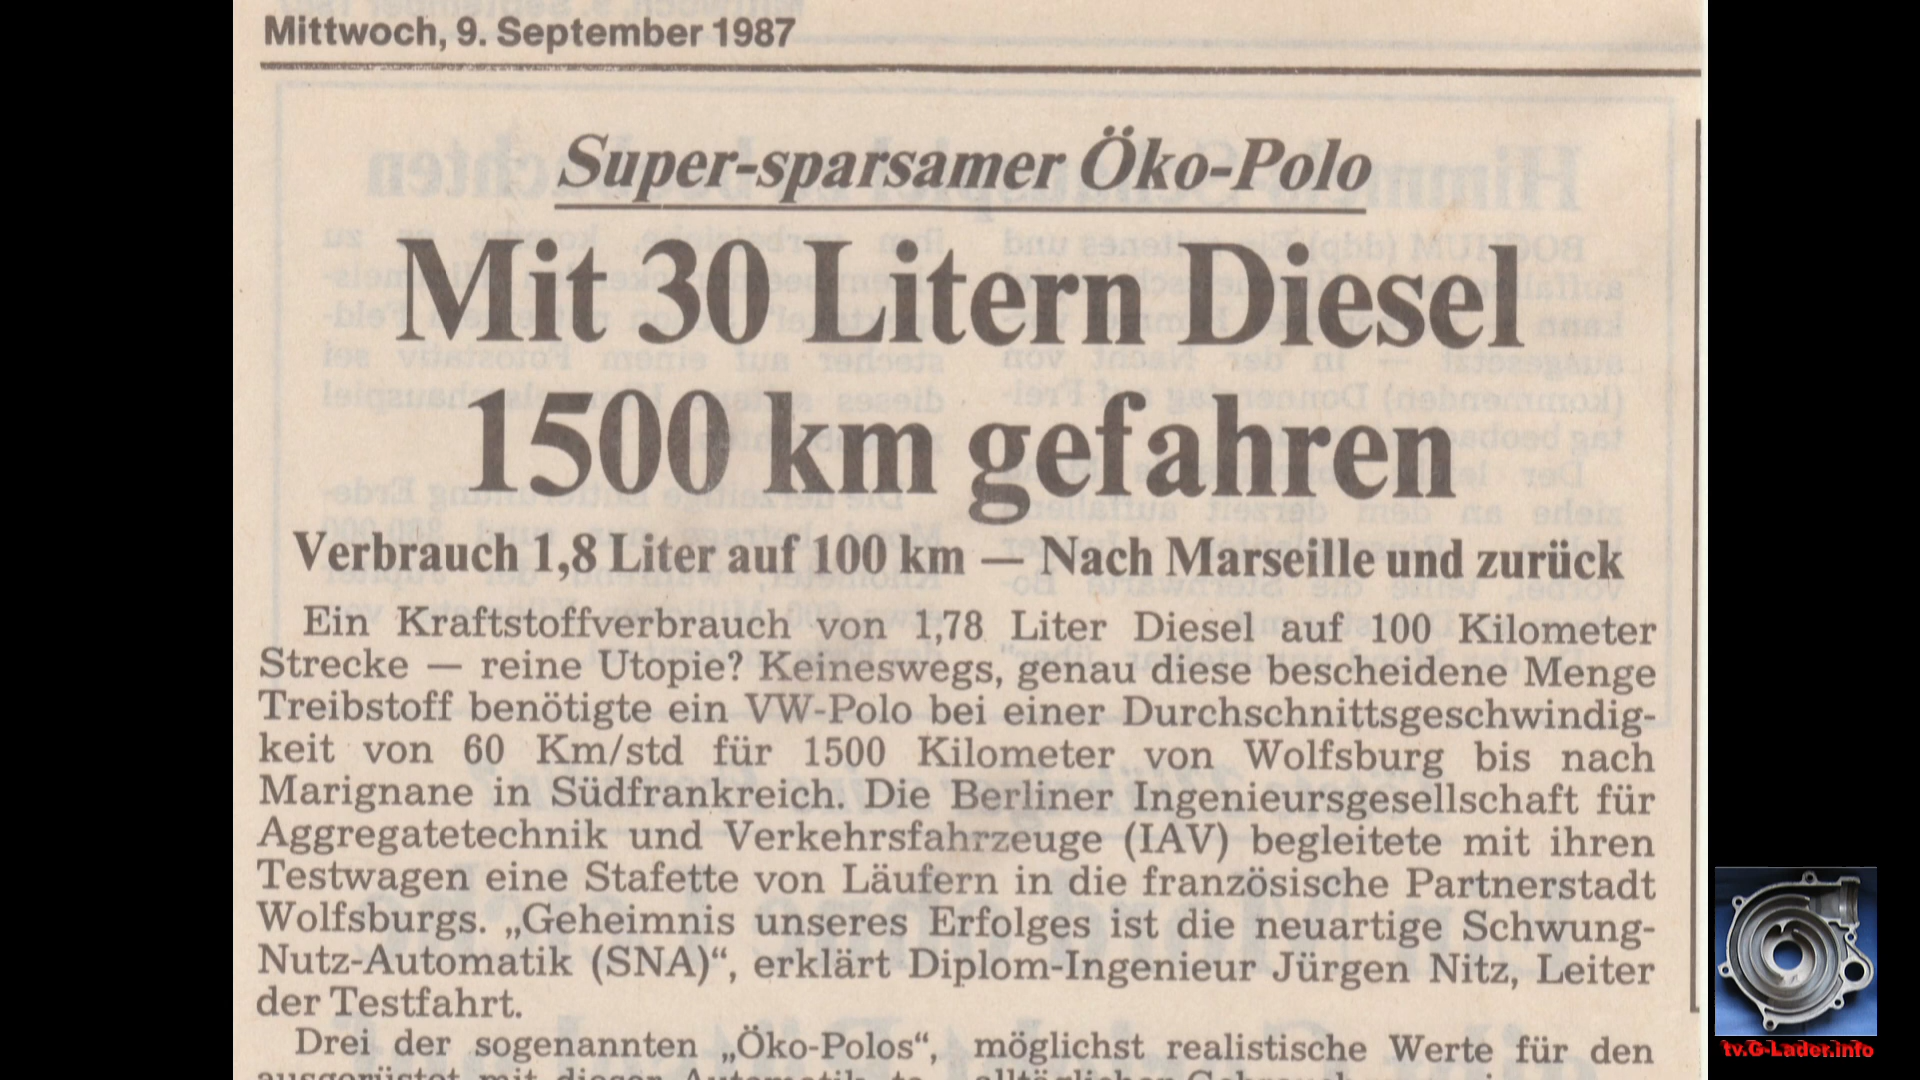 Mittwoch, 9. September 1987
Super-sparsamer Öko-Polo
Mit 30 Litern Diesel
1500 km gefahren
Verbrauch 1,8 Liter auf 100 km — Nach Marseille und zurück
Ein Kraftstoffverbrauch von 1,78 Liter Diesel auf 100 Kilometer
Strecke — reine Utopie? Keineswegs, genau diese bescheidene Menge
Treibstoff benötigte ein VW-Polo bei einer Durchschnittsgeschwindig-
keit von 60 Km/std für 1500 Kilometer von Wolfsburg bis nach
Marignane in Südfrankreich. Die Berliner Ingenieursgesellschaft für
Aggregatetechnik und Verkehrsfahrzeuge (IAV) begleitete mit ihren
Testwagen eine Stafette von Läufern in die französische Partnerstadt
Wolfsburgs. „Geheimnis unseres Erfolges ist die neuartige Schwung-
Nutz-Automatik (SNA)“, erklärt Diplom-Ingenieur Jürgen Nitz, Leiter
der Testfahrt.
Drei der sogenannten „Öko-Polos“,
ausgerüstet mit dieser Automatik
möglichst realistische Werte für den
alltäglichen Gebrauch
tv.G-Lader.info